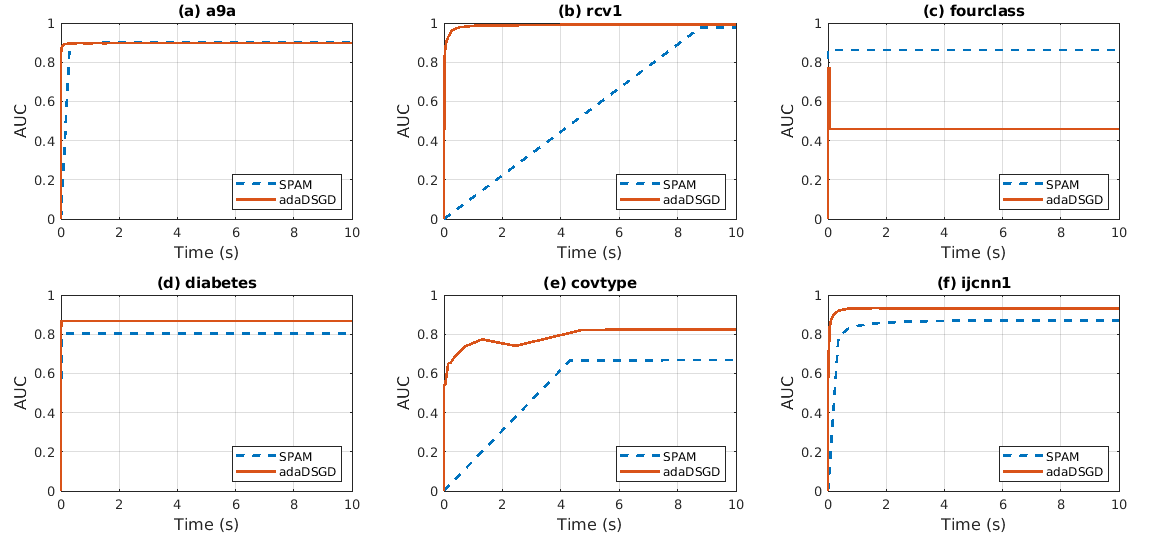 (a) a9a
AUC
1
0.8
0.6
0.4
0.2
0
SPAM
adaDSGD
0 2 4 6 8 10
Time (s)
(b) rcv1
AUC
1
0.8
0.6
0.4
0.2
0
SPAM
adaDSGD
0 2 4 6 8 10
Time (s)
(c) fourclass
AUC
1
0.8
0.6
0.4
0.2
0
SPAM
adaDSGD
0 2 4 6 8 10
Time (s)
(d) diabetes
AUC
1
0.8
0.6
0.4
0.2
0
SPAM
adaDSGD
0 2 4 6 8 10
Time (s)
(e) covtype
AUC
1
0.8
0.6
0.4
0.2
0
SPAM
adaDSGD
0 2 4 6 8 10
Time (s)
(f) ijcnn1
AUC
1
0.8
0.6
0.4
0.2
0
SPAM
adaDSGD
0 2 4 6 8 10
Time (s)